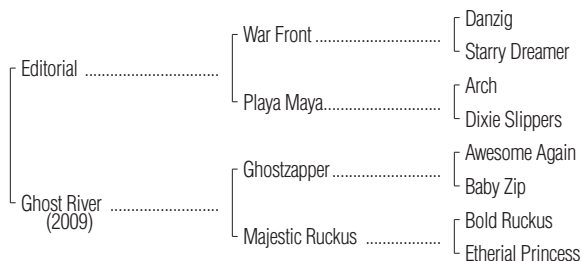 Danzig
War Front ..............................
Starry Dreamer
Editorial ................................
Arch
Playa Maya............................
Dixie Slippers
Awesome Again
Ghostzapper ..........................
Baby Zip
Ghost River ..........................
(2009)
Bold Ruckus
Majestic Ruckus ..................
Etherial Princess